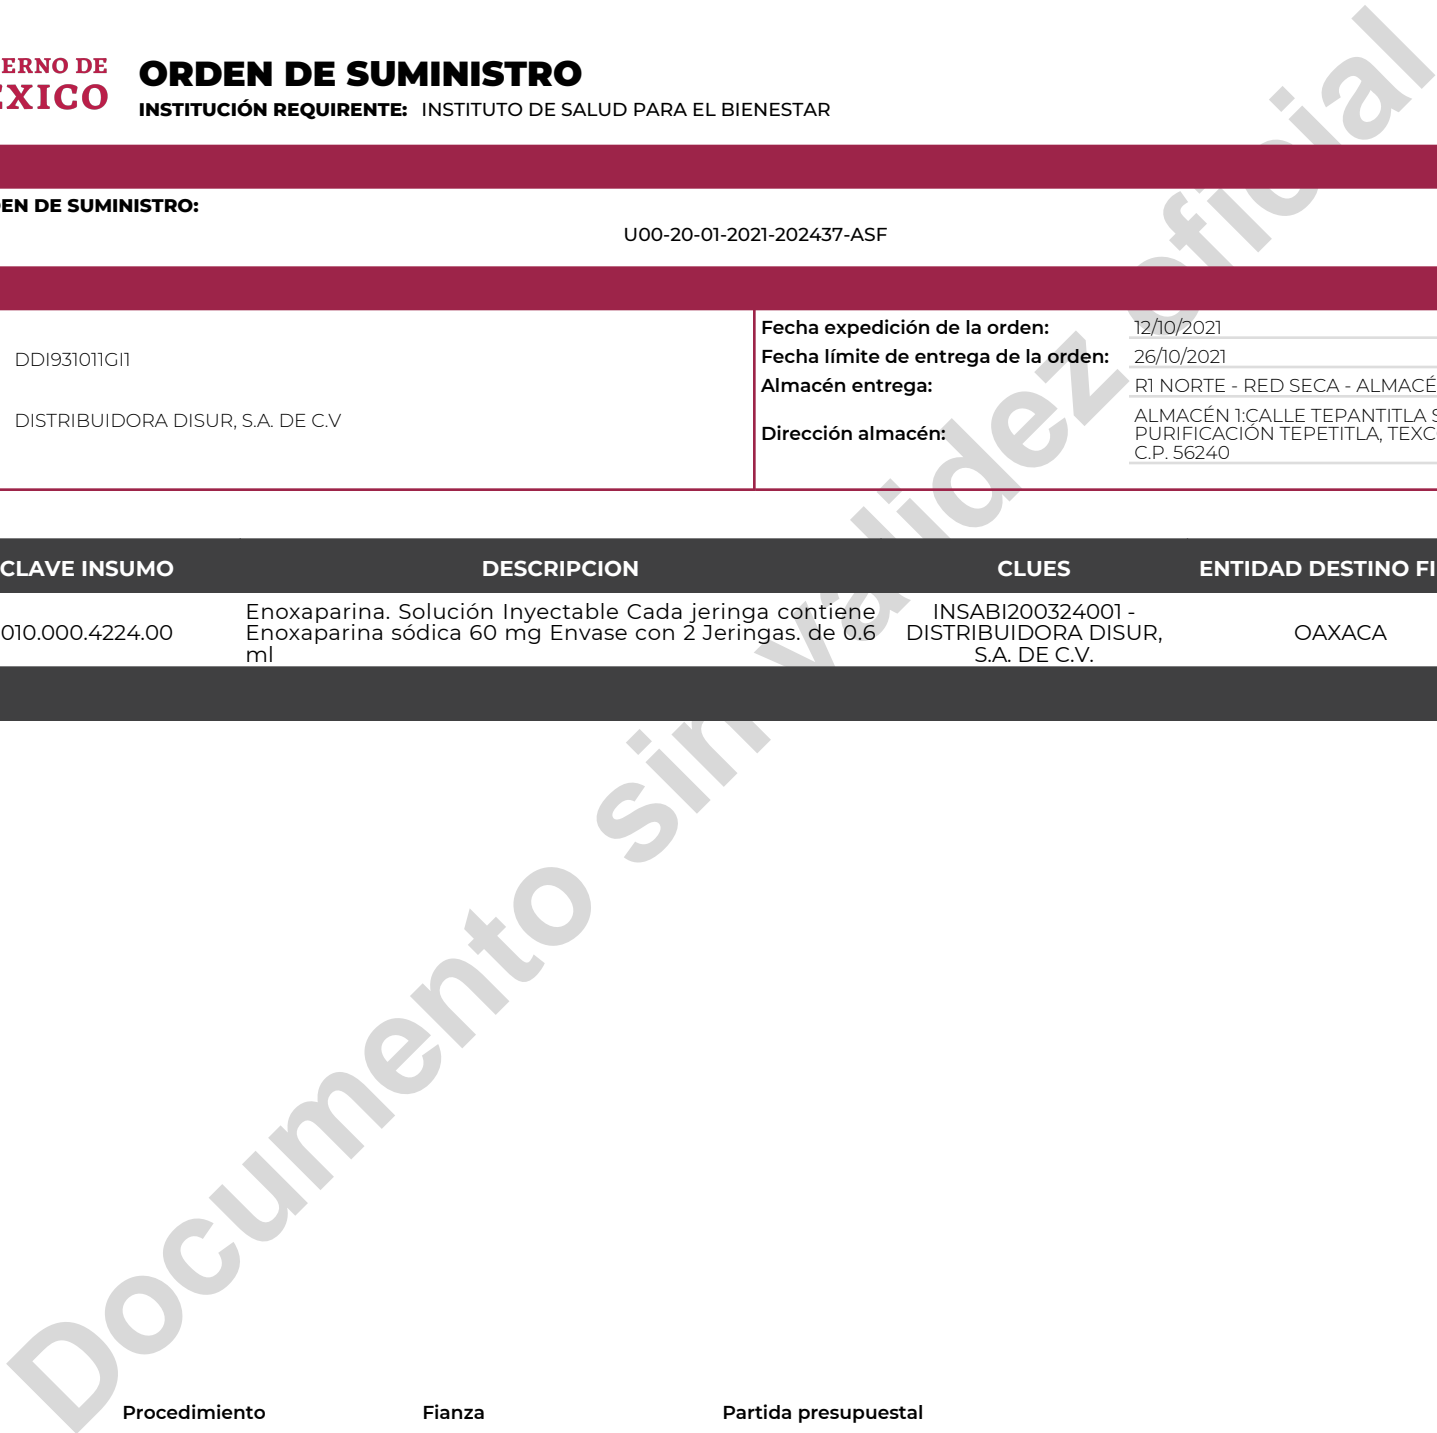 ERNO DE
ÉXICO
ORDEN DE SUMINISTRO
INSTITUCIÓN REQUIRENTE: INSTITUTO DE SALUD PARA EL BIENESTAR
EN DE SUMINISTRO:
U00-20-01-2021-202437-ASF
DDI931011GI1
DISTRIBUIDORA DISUR, S.A. DE C.V
Fecha expedición de la orden: 12/10/2021
Fecha límite de entrega de la orden: 26/10/2021
Almacén entrega: R1 NORTE - RED SECA - ALMACÉ
Dirección almacén:
ALMACÉN 1:CALLE TEPANTITLA S
PURIFICACIÓN TEPETITLA, TEXC
C.P. 56240
CLAVE INSUMO DESCRIPCION CLUES ENTIDAD DESTINO FI
010.000.4224.00
Enoxaparina. Solución Inyectable Cada jeringa contiene
Enoxaparina sódica 60 mg Envase con 2 Jeringas. de 0.6
ml
INSABI200324001 -
DISTRIBUIDORA DISUR,
S.A. DE C.V.
OAXACA
Documento sin validez oficial
Procedimiento Fianza Partida presupuestal